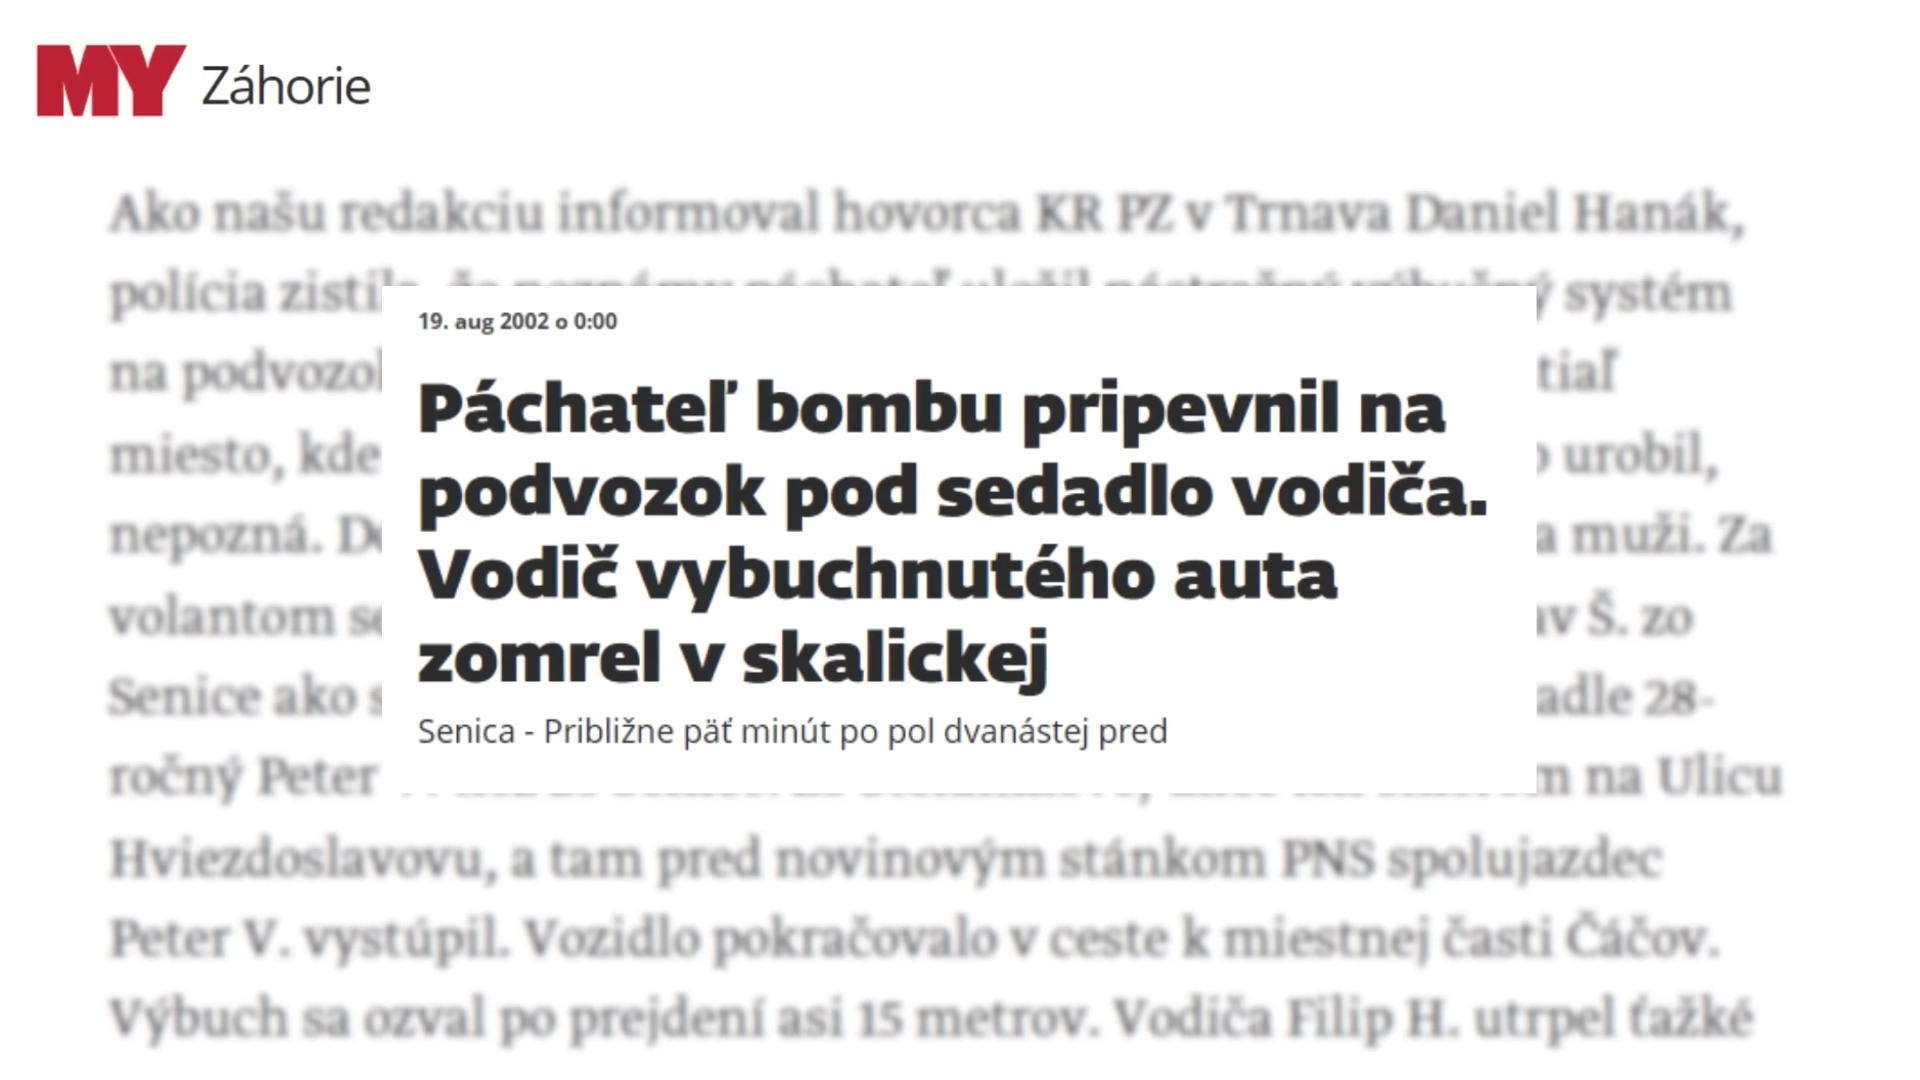 MY Záhorie
Ako našu redakciu informoval hovorca KR PZ v Trnava Daniel Hanák,
polícia systém
na podvozok
miesto, kde urobil,
nepozná. muži. Za
volantom Š. zo
Senice ako 28-
ročný Peter na Ulicu
19. aug 2002 o 0:00
Páchateľ bombu pripevnil na
podvozok pod sedadlo vodiča.
Vodič vybuchnutého auta
zomrel v skalickej
Senica - Približne päť minút po pol dvanástej pred
Hviezdoslavovu, a tam pred novinovým stánkom PNS spolujazdec
Peter V. vystúpil. Vozidlo pokračovalo v ceste k miestnej časti Čáčov.
Výbuch sa ozval po prejdení asi 15 metrov. Vodiča Filip H. utrpel ťažké